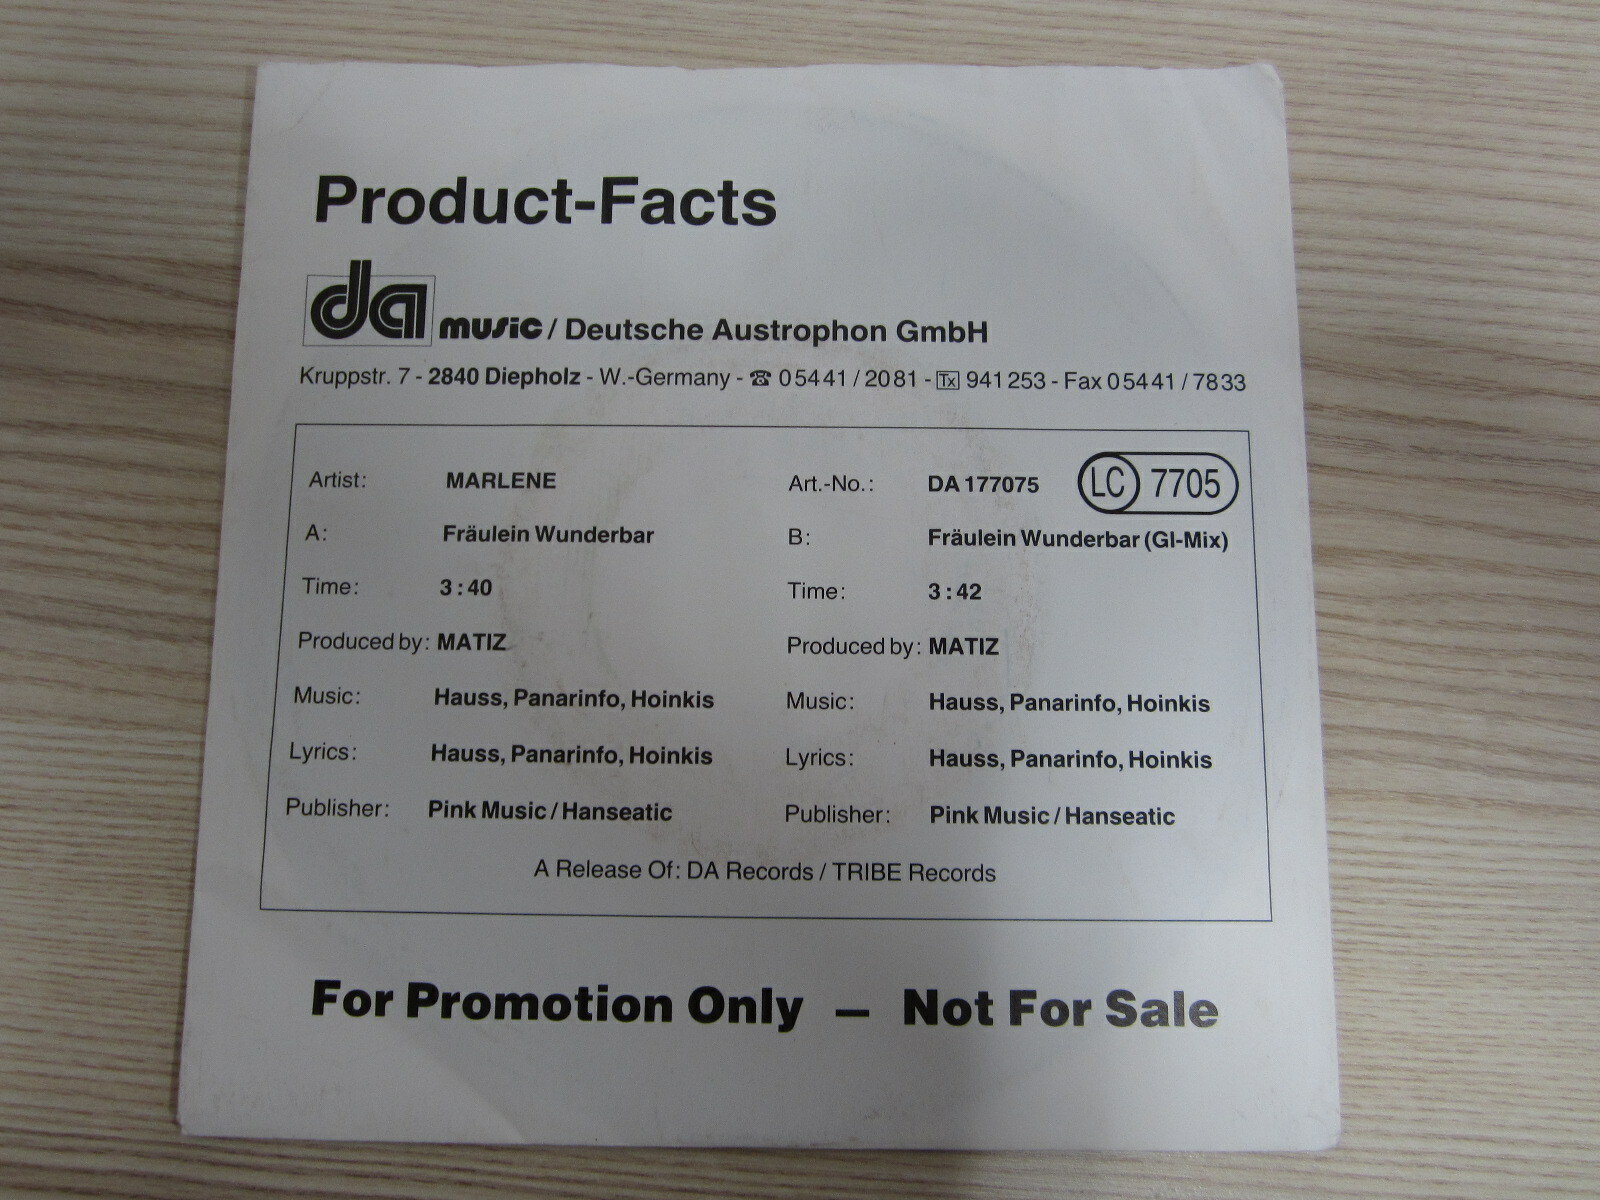 Product-Facts
da music / Deutsche Austrophon GmbH
Kruppstr. 7 - 2840 Diepholz - W.-Germany - ☎ 05441 / 2081 - Tx 941 253 - Fax 05441 / 7833
Artist: MARLENE Art.-No.: DA 177075 LC 7705
A: Fräulein Wunderbar B: Fräulein Wunderbar (GI-Mix)
Time: 3:40 Time: 3:42
Produced by: MATIZ Produced by: MATIZ
Music: Hauss, Panarinfo, Hoinkis Music: Hauss, Panarinfo, Hoinkis
Lyrics: Hauss, Panarinfo, Hoinkis Lyrics: Hauss, Panarinfo, Hoinkis
Publisher: Pink Music / Hanseatic Publisher: Pink Music / Hanseatic
A Release Of: DA Records / TRIBE Records
For Promotion Only — Not For Sale